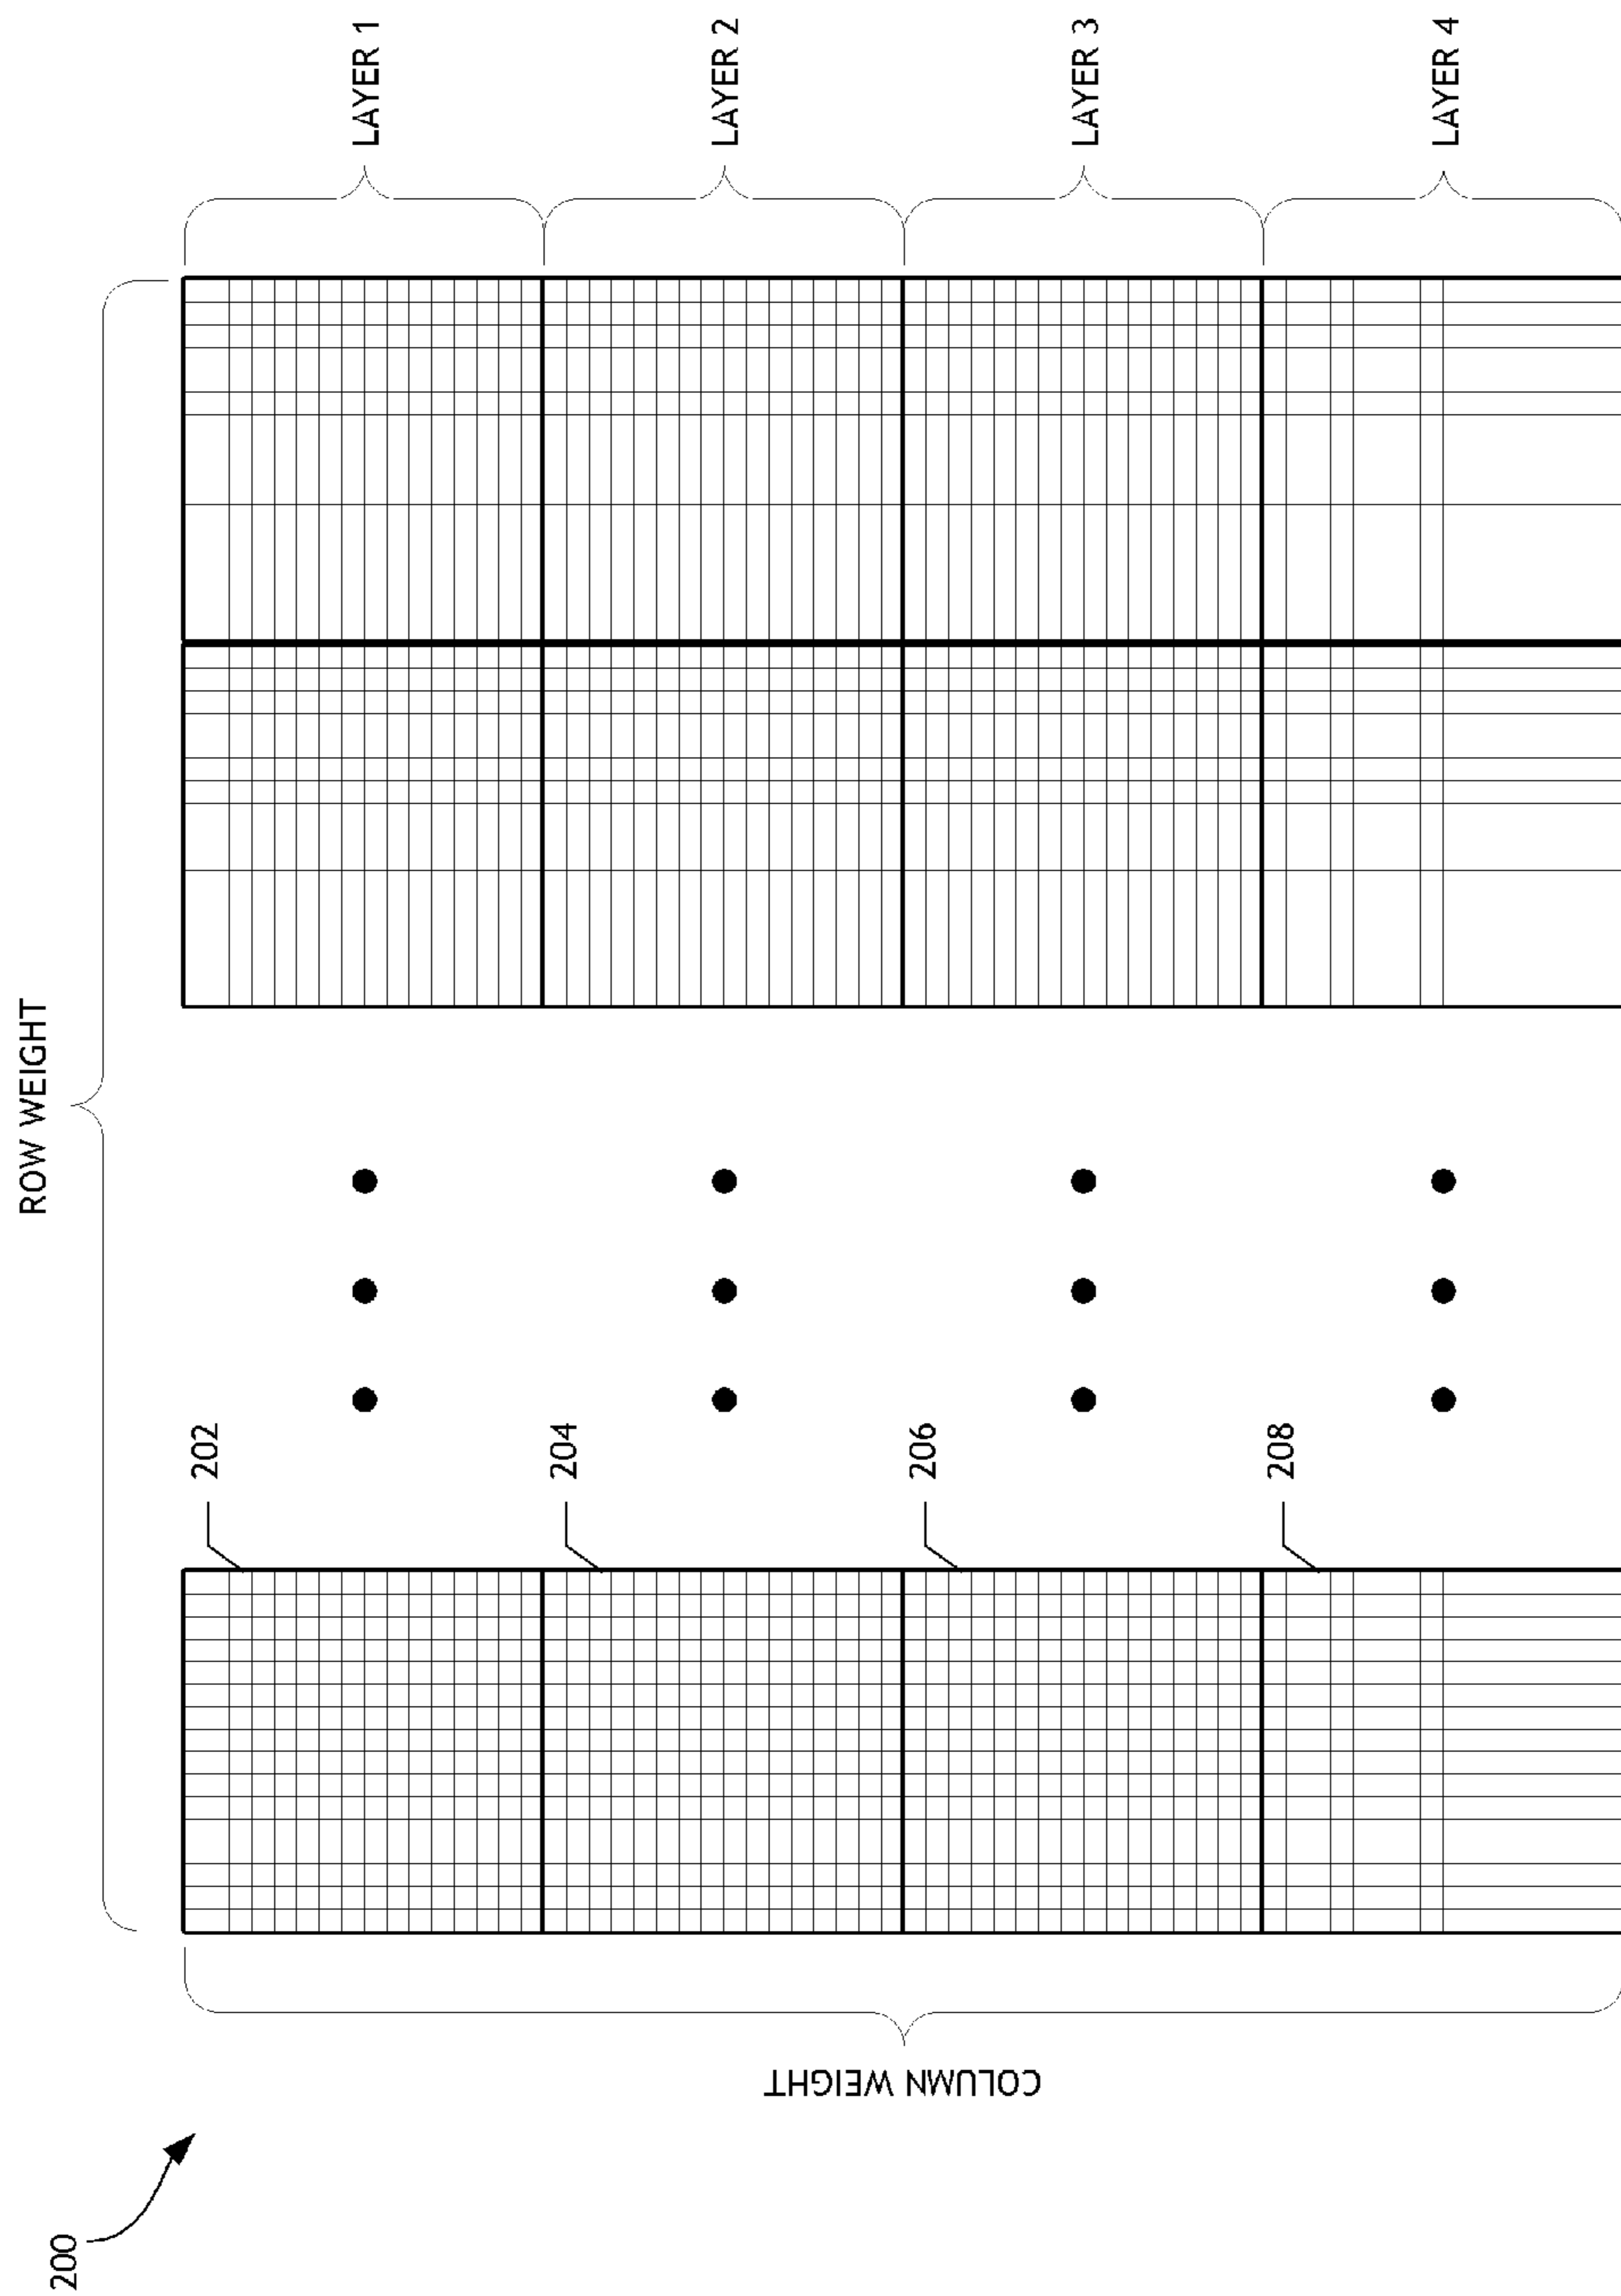 ROW WEIGHT
200
202
LAYER 1
204
LAYER 2
COLUMN WEIGHT
206
LAYER 3
208
LAYER 4